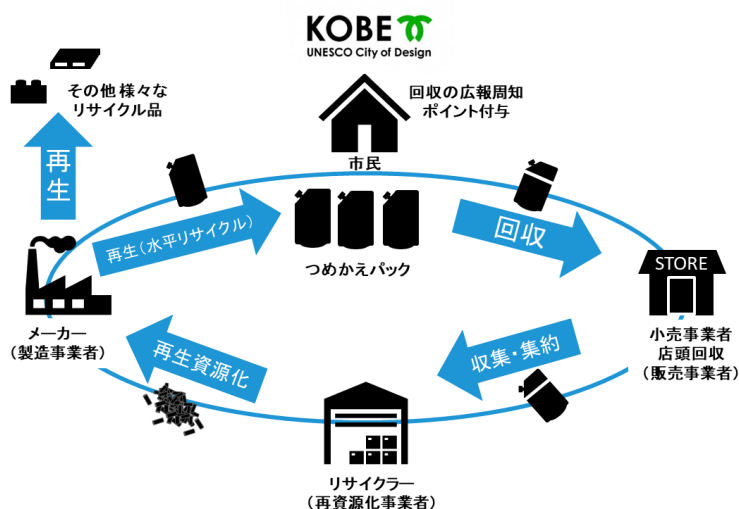 KOBE
UNESCO City of Design
その他様々な
リサイクル品
回収の広報周知
ポイント付与
市民
再生
再生(水平リサイクル)
つめかえパック
回収
STORE
メーカー
(製造事業者)
小売事業者
店頭回収
(販売事業者)
再生資源化
収集・集約
リサイクラー
(再資源化事業者)